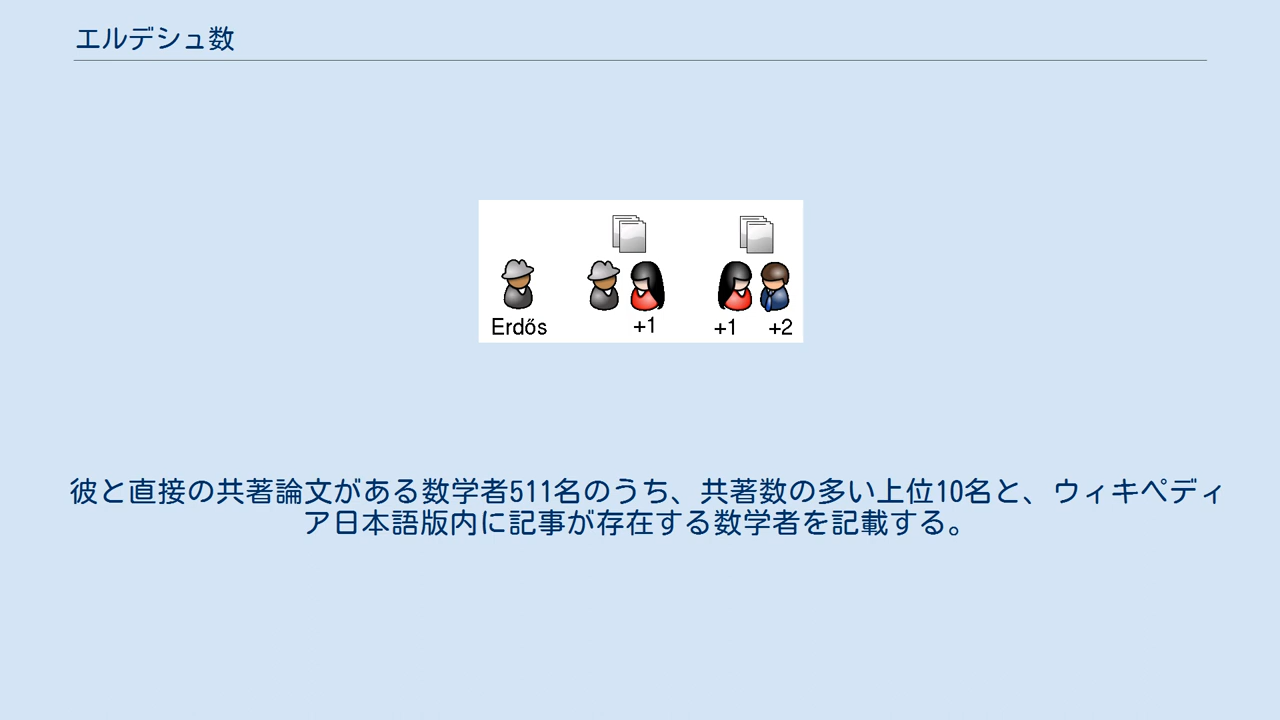 エルデシュ数
Erdős
+1
+1
+2
彼と直接の共著論文がある数学者511名のうち、共著数の多い上位10名と、ウィキペディ
ア日本語版内に記事が存在する数学者を記載する。